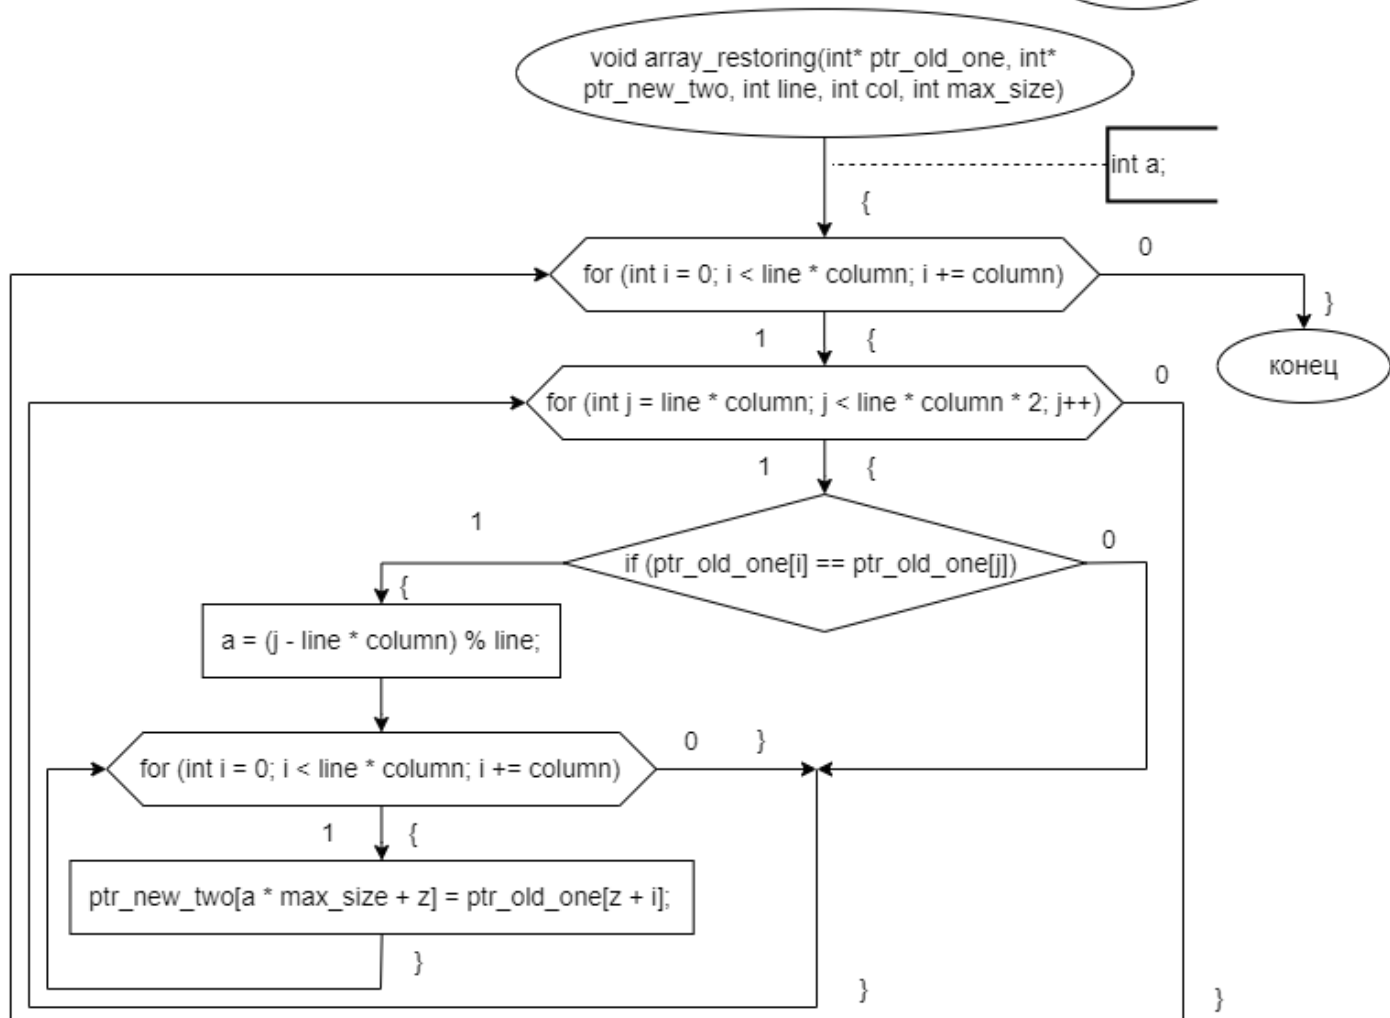 void array_restoring(int* ptr_old_one, int*
ptr_new_two, int line, int col, int max_size)
int a;
{
for (int i = 0; i < line * column; i += column)
0
}
конец
1
{
for (int j = line * column; j < line * column * 2; j++)
0
1
{
if (ptr_old_one[i] == ptr_old_one[j])
1
0
{
a = (j - line * column) % line;
for (int i = 0; i < line * column; i += column)
0
}
1
{
ptr_new_two[a * max_size + z] = ptr_old_one[z + i];
}
}
}